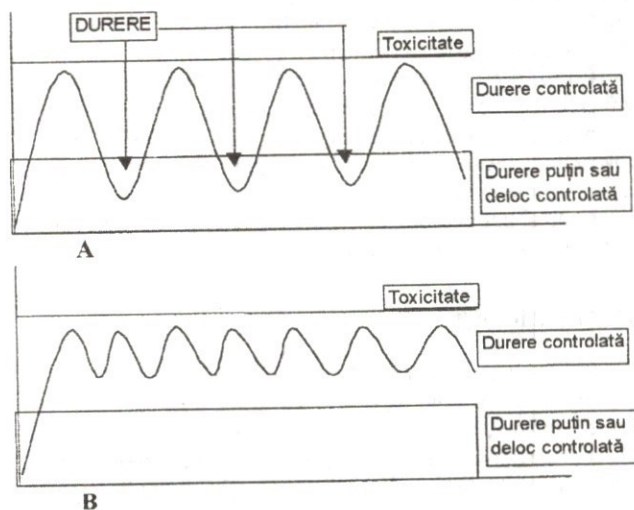 DURERE
Toxicitate
Durere controlată
Durere puțin sau
deloc controlată
A
Toxicitate
Durere controlată
Durere puțin sau
deloc controlată
B